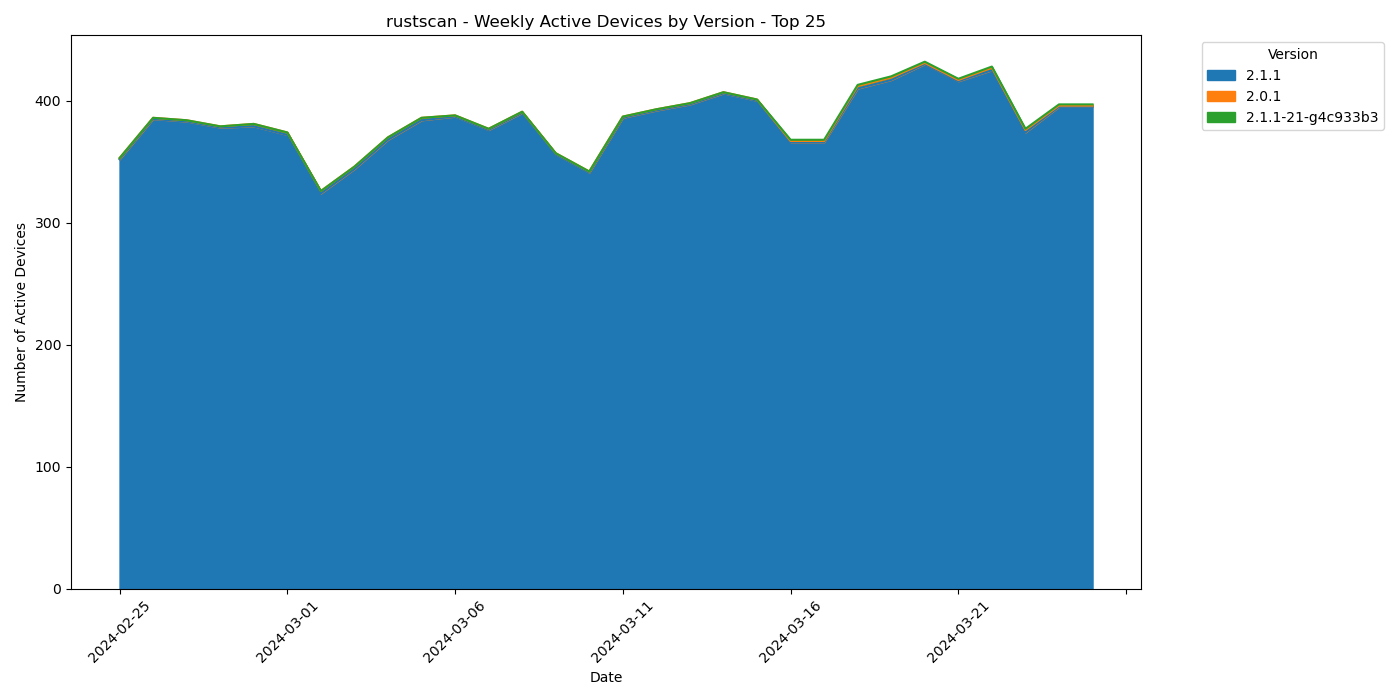 rustscan - Weekly Active Devices by Version - Top 25
Number of Active Devices
400
300
200
100
0
2024-02-25
2024-03-01
2024-03-06
2024-03-11
2024-03-16
2024-03-21
Date
Version
2.1.1
2.0.1
2.1.1-21-g4c933b3